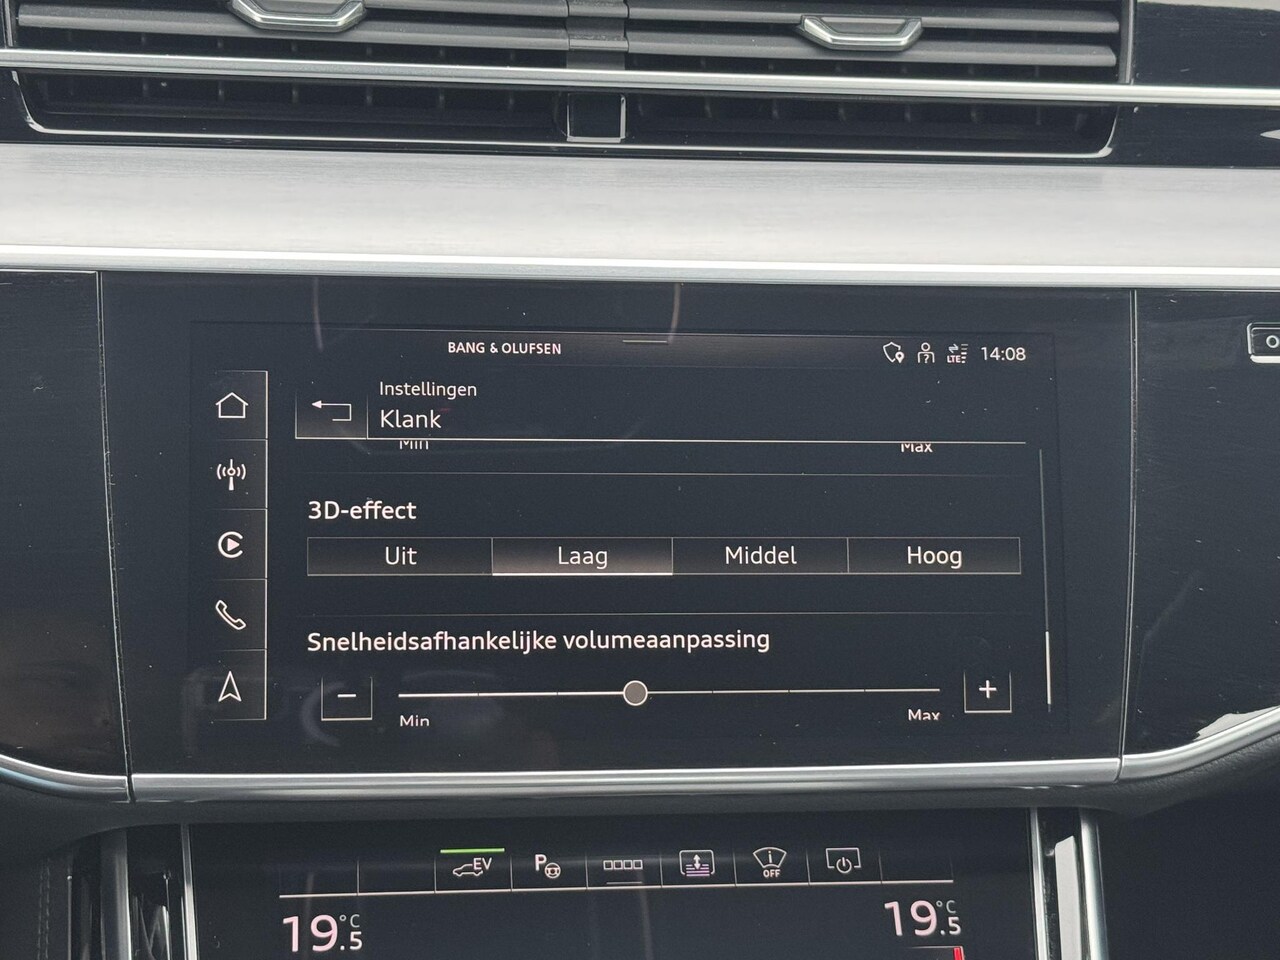 BANG & OLUFSEN
LTE 14:08
Instellingen
Klank
Min Max
3D-effect
Uit Laag Middel Hoog
Snelheidsafhankelijke volumeaanpassing
− +
Min Max
EV P OFF
19.5 °C 19.5 °C